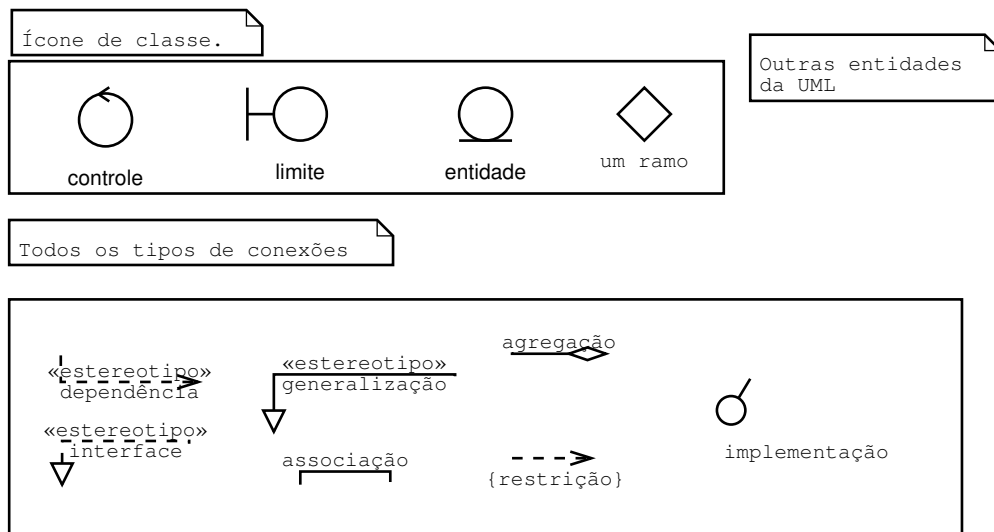 Ícone de classe.
Outras entidades
da UML
controle
limite
entidade
um ramo
Todos os tipos de conexões
«estereotipo»
dependência
«estereotipo»
interface
«estereotipo»
generalização
associação
agregação
{restrição}
implementação